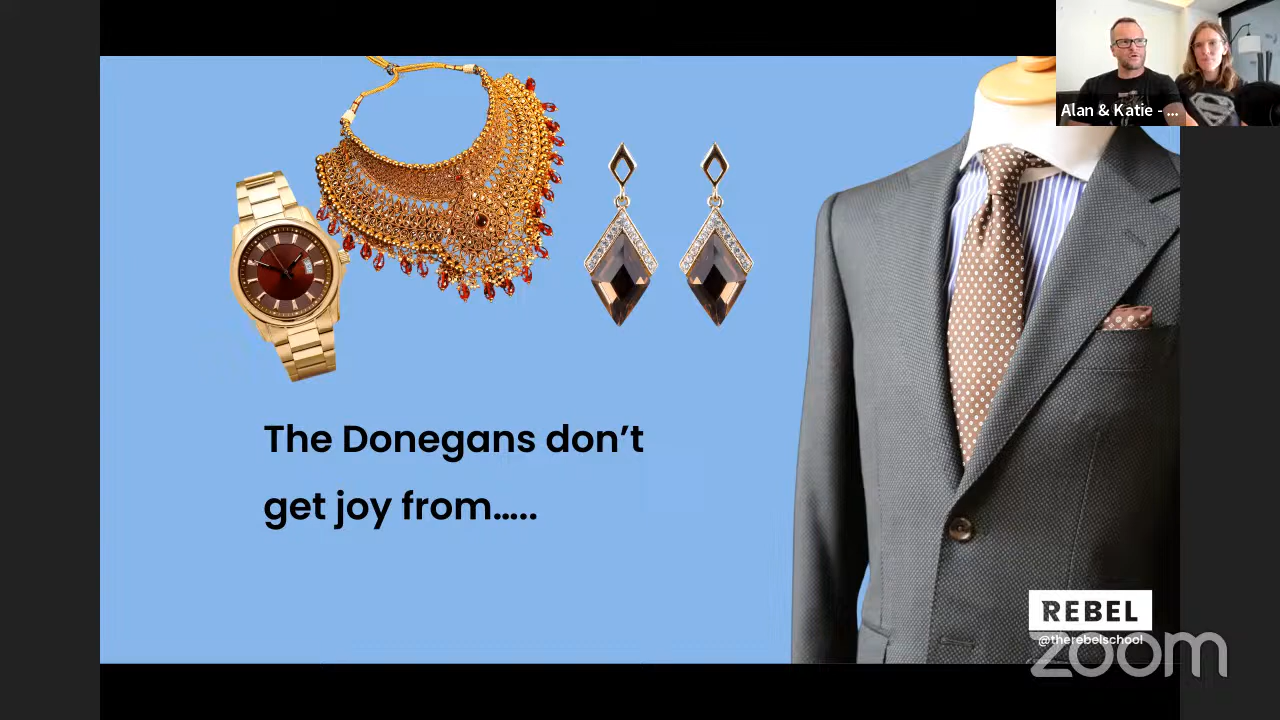 Alan & Katie - ...
The Donegans don’t
get joy from.....
REBEL
@therebelschool
zoom